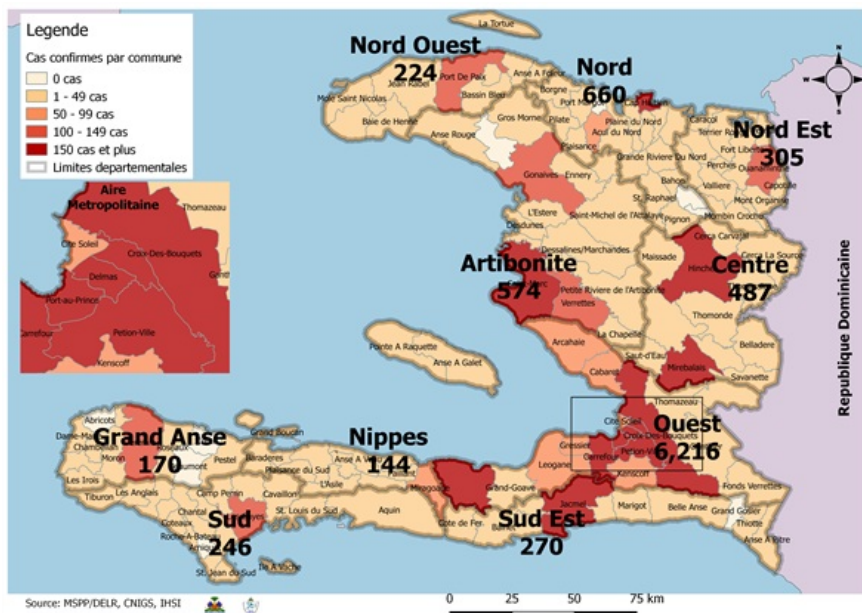 Legende
Cas confirmes par commune
0 cas
1 - 49 cas
50 - 99 cas
100 - 149 cas
150 cas et plus
Limites departementales
Aire
Metropolitaine
Thomazeau
Cite Soleil
Croix-Des-Bouquets
Delmas
Port-au-Prince
Carrefour
Petion-Ville
Kenscoff
La Tortue
Nord Ouest
224
Port De Paix
Jean Rabel
Mole Saint Nicolas
Bassin Bleu
Anse A Foleur
Baie de Henne
Anse Rouge
Nord
660
Borgne
Port Margot
Pilate
Plaine du Nord
Acul du Nord
Plaisance
Grande Riviere Du Nord
Bahon
St. Raphael
Pignon
Nord Est
305
Caracol
Terrier Rouge
Fort Liberte
Ouanaminthe
Perches
Valliere
Capotille
Mont Organise
Mombin Crochu
N
W
E
S
Gros Morne
Gonaives
Ennery
L'Estere
Desdunes
Saint-Michel de l'Attalaye
Dessalines/Marchandes
Artibonite
574
Petite Riviere de l'Artibonite
Verrettes
La Chapelle
Centre
487
Cerca Carvajal
Cerca La Source
Maissade
Hinche
Thomonde
Belladere
Savanette
Saut-d'Eau
Mirebalais
Republique Dominicaine
Pointe A Raquette
Anse A Galet
Arcahaie
Cabaret
Thomazeau
Ouest
6,216
Cite Soleil
Croix-Des-Bouquets
Gressier
Carrefour
Petion-Ville
Kenscoff
Leogane
Fonds Verrettes
Grand-Goave
Abricots
Grand Anse
170
Chambellan
Moron
Les Irois
Pestel
Grand Boucan
Baraderes
Nippes
144
Plaisance du Sud
L'Asile
Miragoane
Tiburon
Les Anglais
Camp Perrin
Cavaillon
Chantal
Coteaux
Roche-A-Bateau
Sud
246
St. Louis du Sud
Aquin
St. Jean du Sud
Ile A Vache
Cote de Fer
Jacmel
Sud Est
270
Marigot
Belle Anse
Grand Gosier
Thiotte
Anse A Pitre
Source: MSPP/DELR, CNIGS, IHSI
0 25 50 75 km